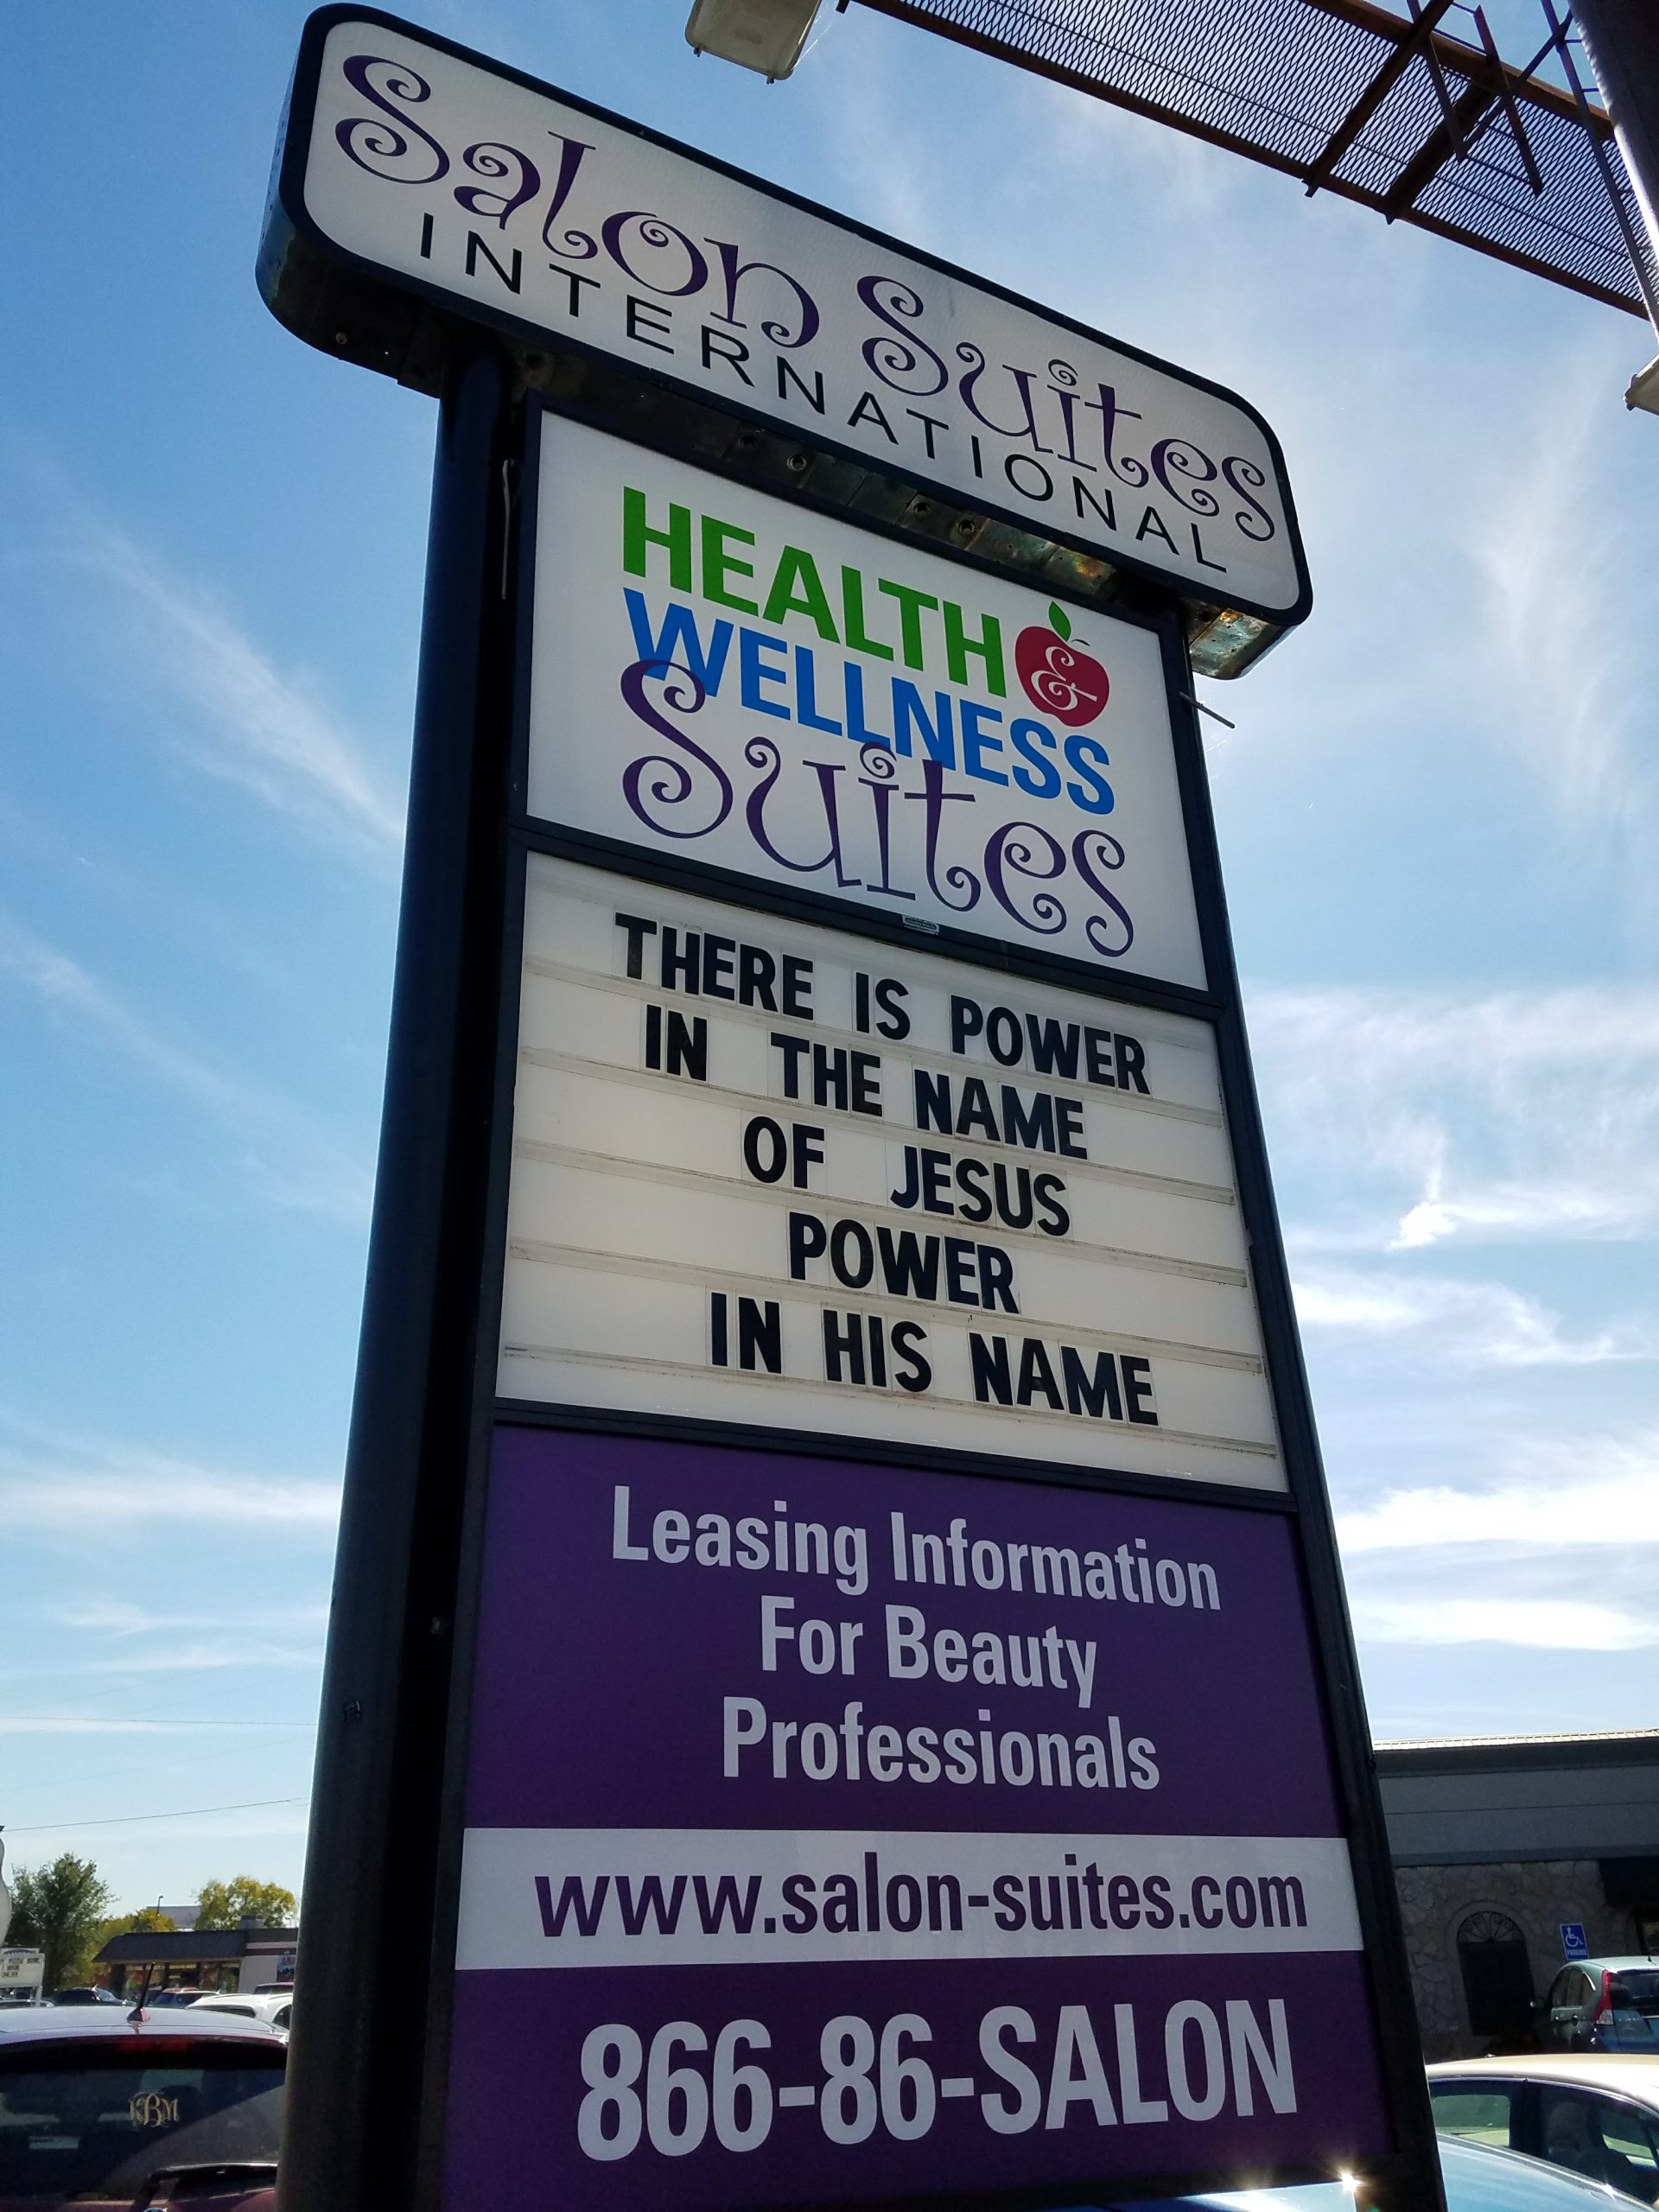 Salon Suites
INTERNATIONAL
HEALTH &
WELLNESS
Suites
THERE IS POWER
IN THE NAME
OF JESUS
POWER
IN HIS NAME
Leasing Information
For Beauty
Professionals
www.salon-suites.com
866-86-SALON